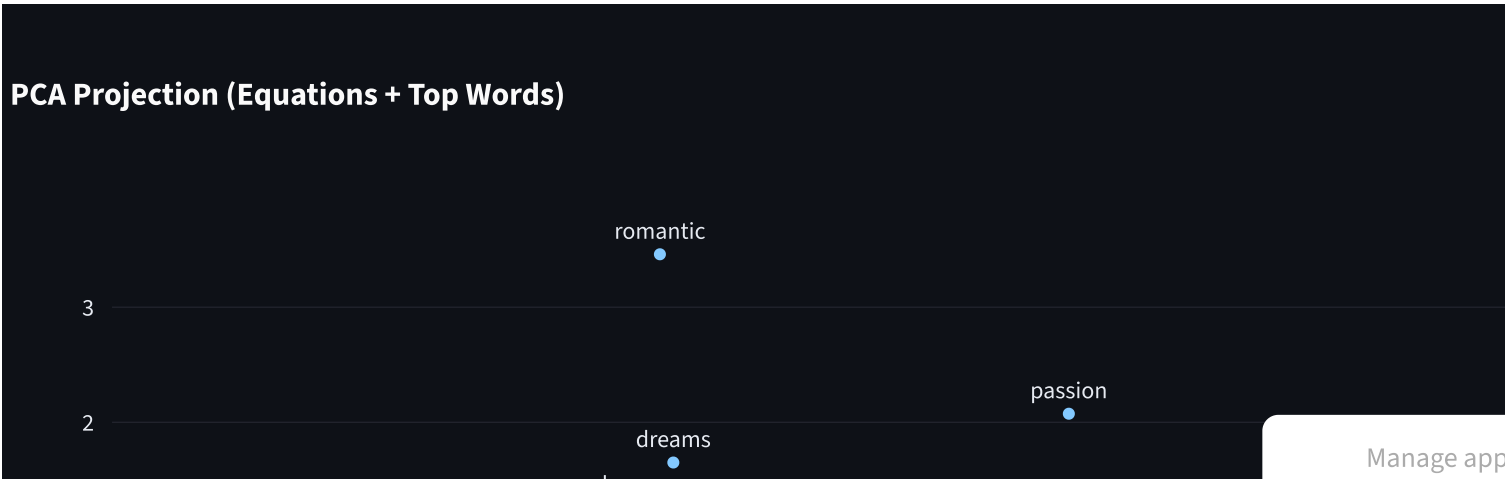 PCA Projection (Equations + Top Words)
romantic
3
passion
2
dreams
Manage app